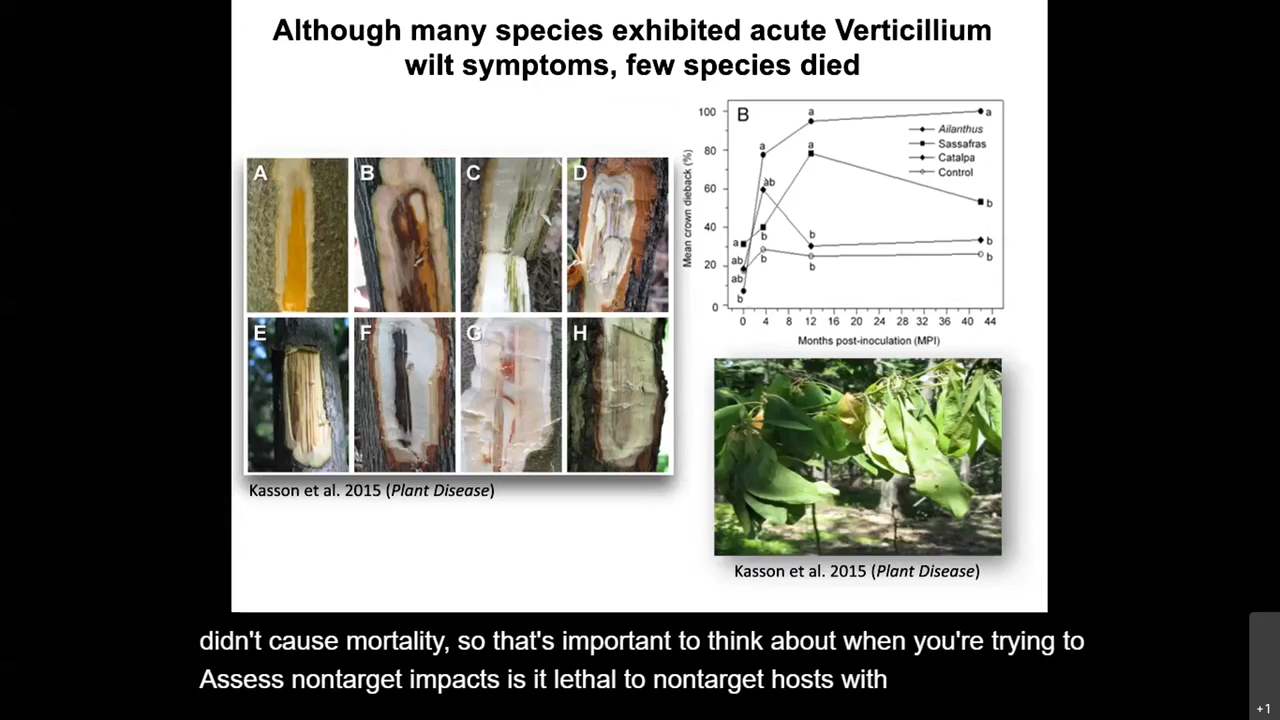 Although many species exhibited acute Verticillium
wilt symptoms, few species died
A
B
C
D
E
F
G
H
Kasson et al. 2015 (Plant Disease)
B
Mean crown dieback (%)
100
80
60
40
20
0
a
a
a
a
ab
b
a
b
b
b
b
b
b
ab
ab
b
Ailanthus
Sassafras
Catalpa
Control
0 4 8 12 16 20 24 28 32 36 40 44
Months post-inoculation (MPI)
Kasson et al. 2015 (Plant Disease)
didn't cause mortality, so that's important to think about when you're trying to
Assess nontarget impacts is it lethal to nontarget hosts with
+1